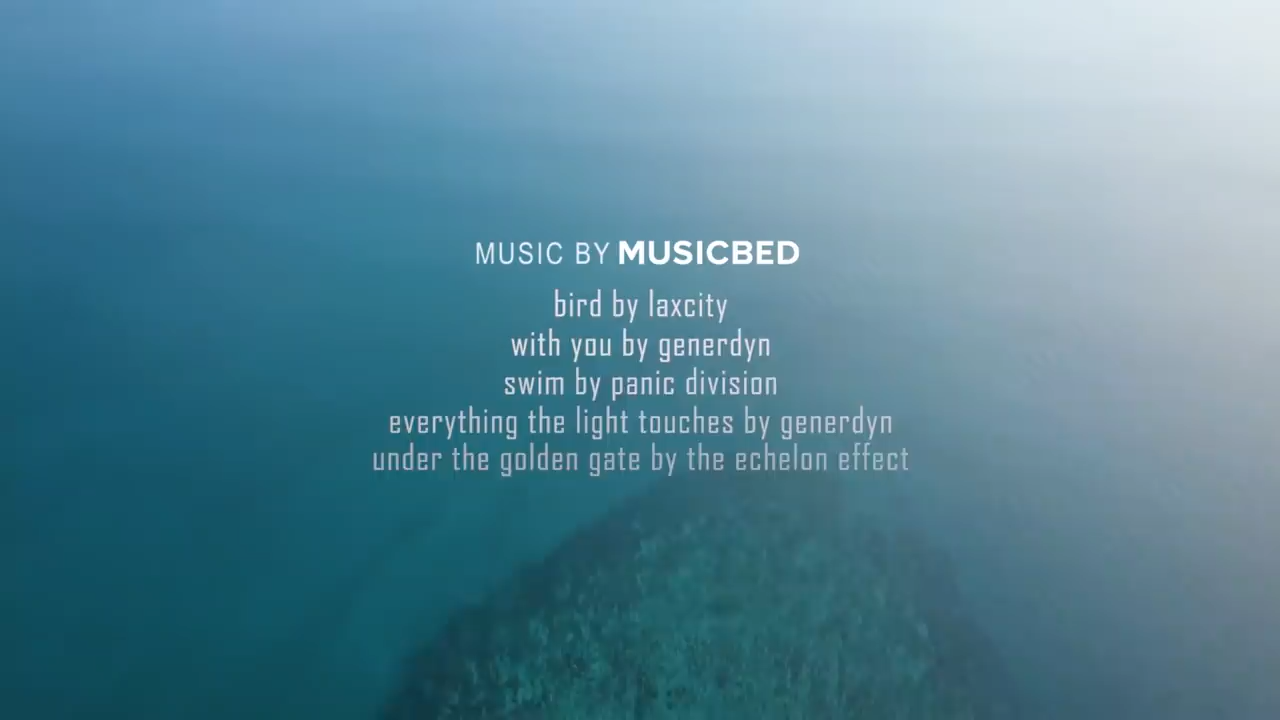 MUSIC BY MUSICBED
bird by laxcity
with you by generdyn
swim by panic division
everything the light touches by generdyn
under the golden gate by the echelon effect